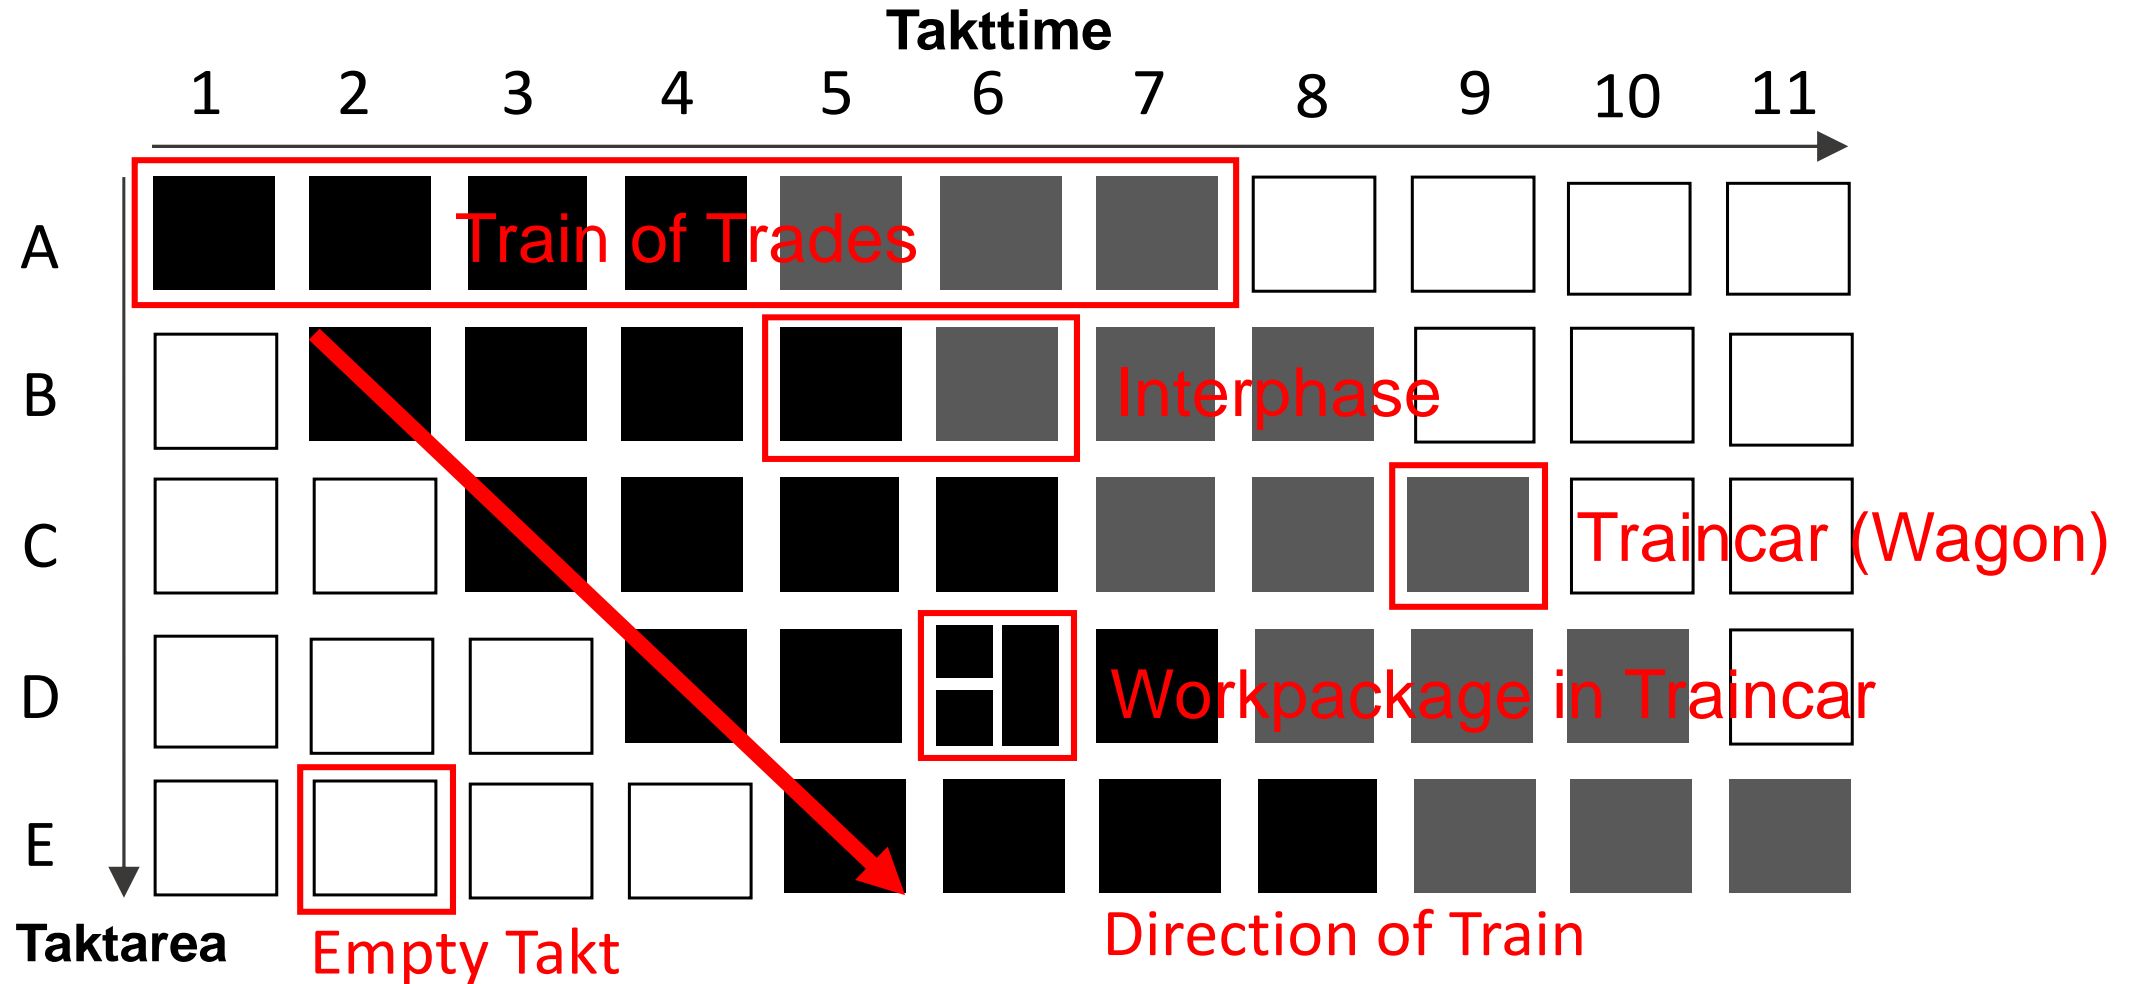 Takttime
1 2 3 4 5 6 7 8 9 10 11
A
Train of Trades
B
Interphase
C
Traincar (Wagon)
D
Workpackage in Traincar
E
Taktarea
Empty Takt
Direction of Train